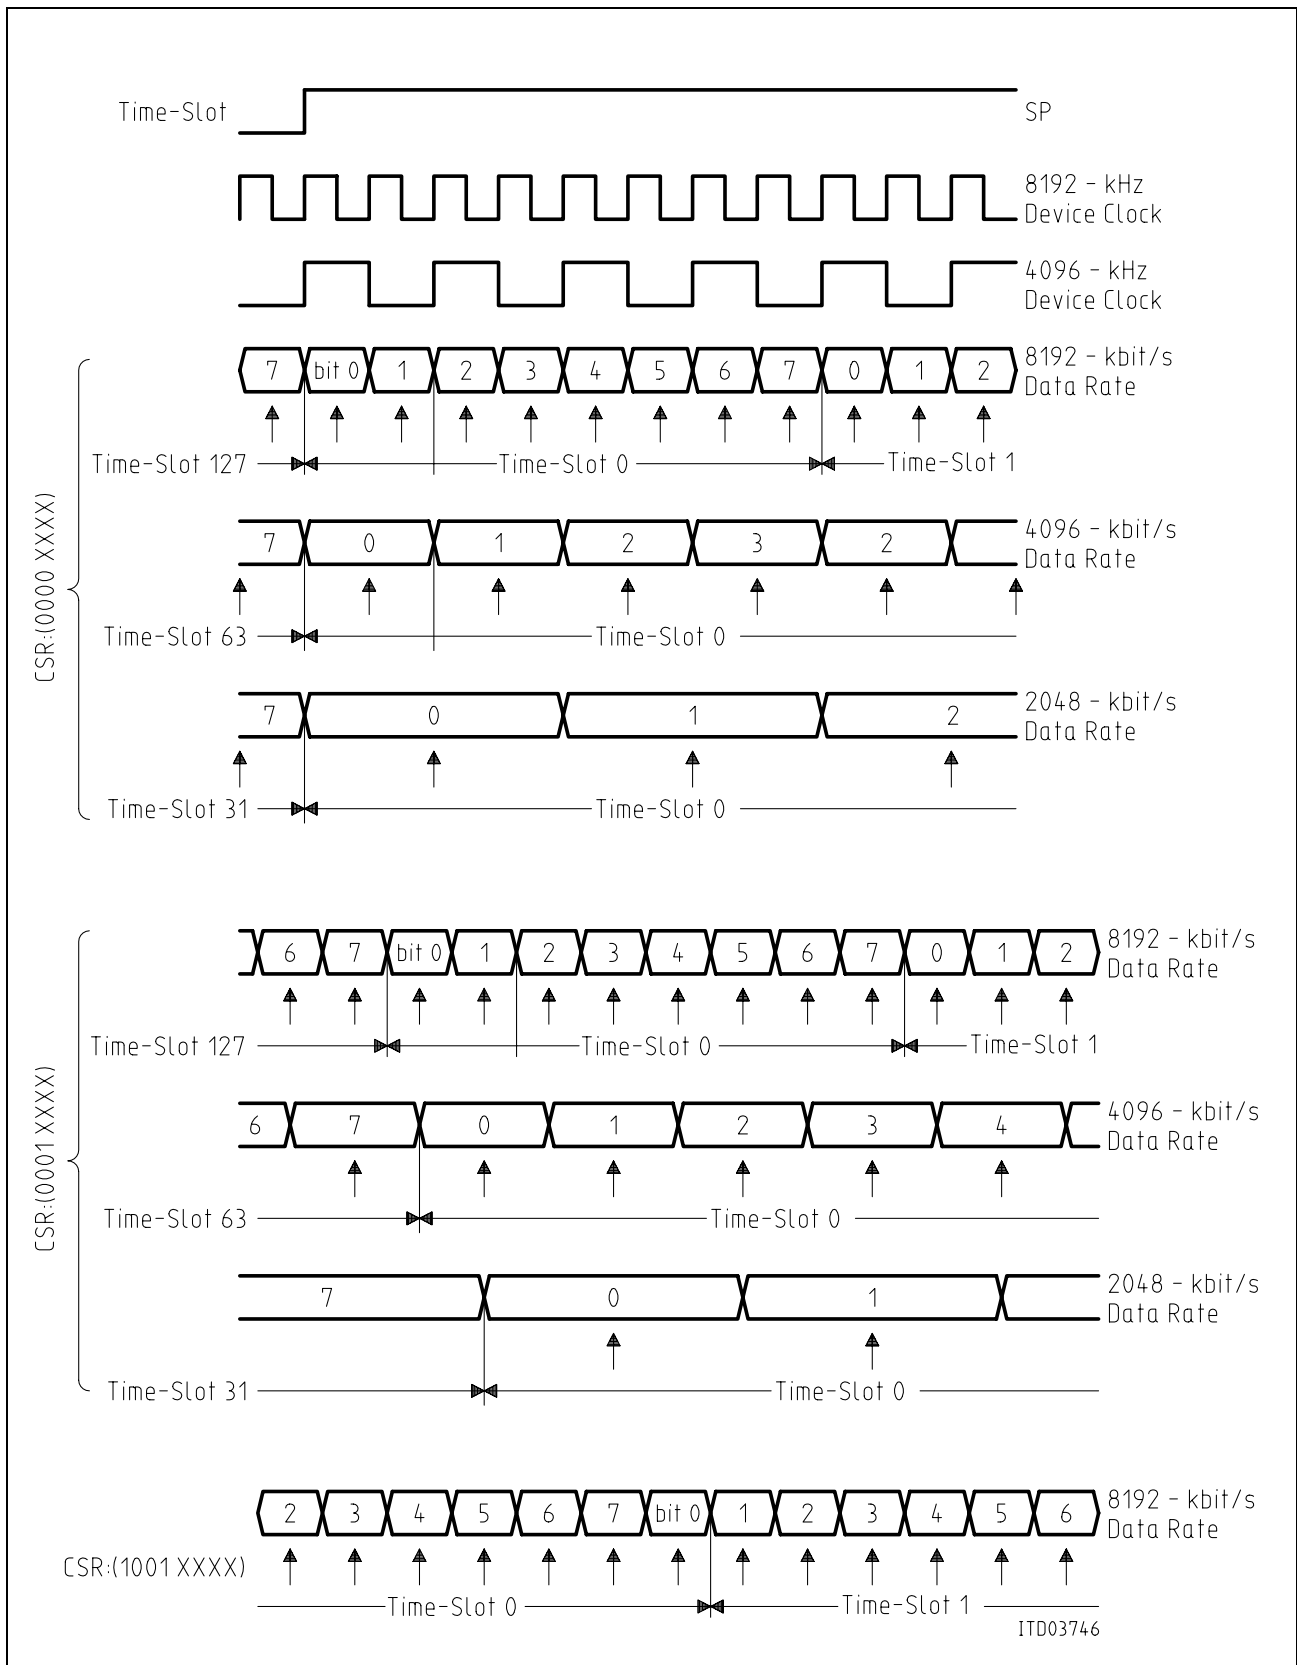 Time-Slot
SP
8192 - kHz
Device Clock
4096 - kHz
Device Clock
7 bit 0 1 2 3 4 5 6 7 0 1 2
8192 - kbit/s
Data Rate
Time-Slot 127 Time-Slot 0 Time-Slot 1
CSR:(0000 XXXX)
7 0 1 2 3 2
4096 - kbit/s
Data Rate
Time-Slot 63 Time-Slot 0
7 0 1 2
2048 - kbit/s
Data Rate
Time-Slot 31 Time-Slot 0
6 7 bit 0 1 2 3 4 5 6 7 0 1 2
8192 - kbit/s
Data Rate
Time-Slot 127 Time-Slot 0 Time-Slot 1
CSR:(0001 XXXX)
6 7 0 1 2 3 4
4096 - kbit/s
Data Rate
Time-Slot 63 Time-Slot 0
7 0 1
2048 - kbit/s
Data Rate
Time-Slot 31 Time-Slot 0
2 3 4 5 6 7 bit 0 1 2 3 4 5 6
8192 - kbit/s
Data Rate
CSR:(1001 XXXX)
Time-Slot 0 Time-Slot 1
ITD03746